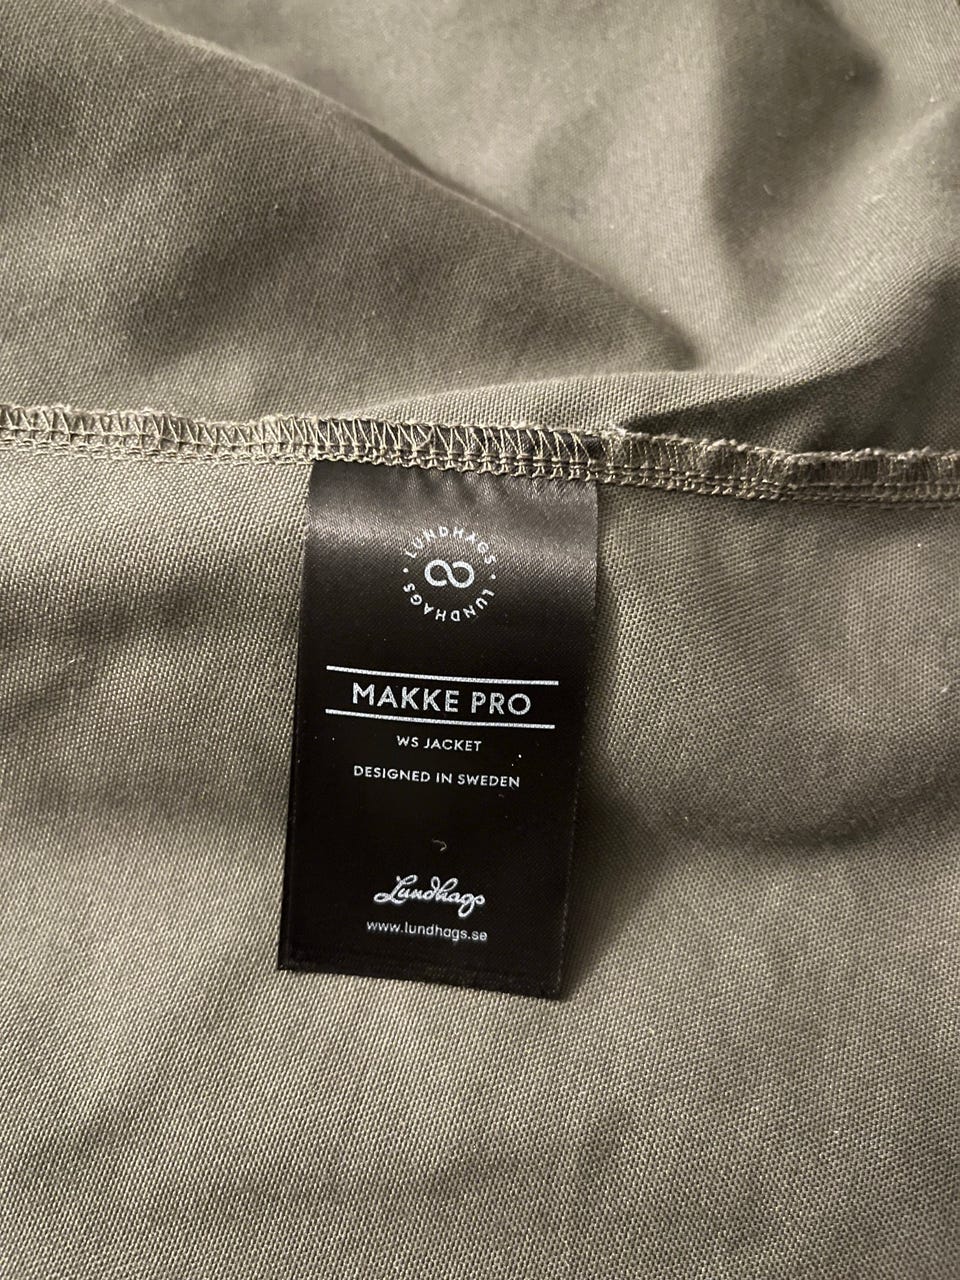 LUNDHAGS • LUNDHAGS •
MAKKE PRO
WS JACKET
DESIGNED IN SWEDEN
Lundhags
www.lundhags.se